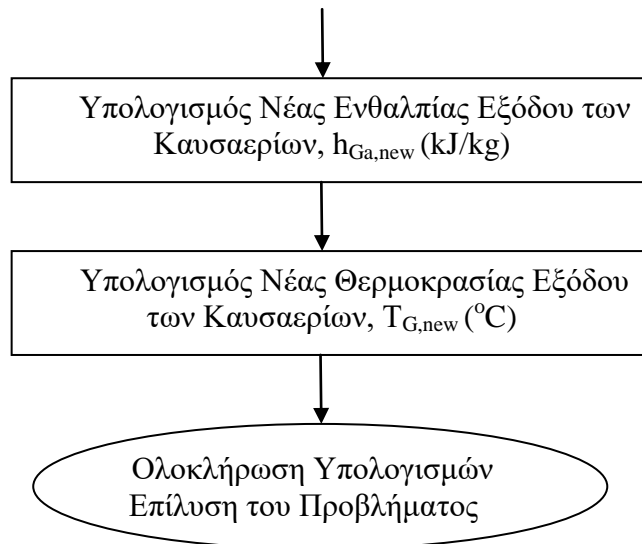 Υπολογισμός Νέας Ενθαλπίας Εξόδου των
Καυσαερίων, hGa,new (kJ/kg)
Υπολογισμός Νέας Θερμοκρασίας Εξόδου
των Καυσαερίων, TG,new (°C)
Ολοκλήρωση Υπολογισμών
Επίλυση του Προβλήματος